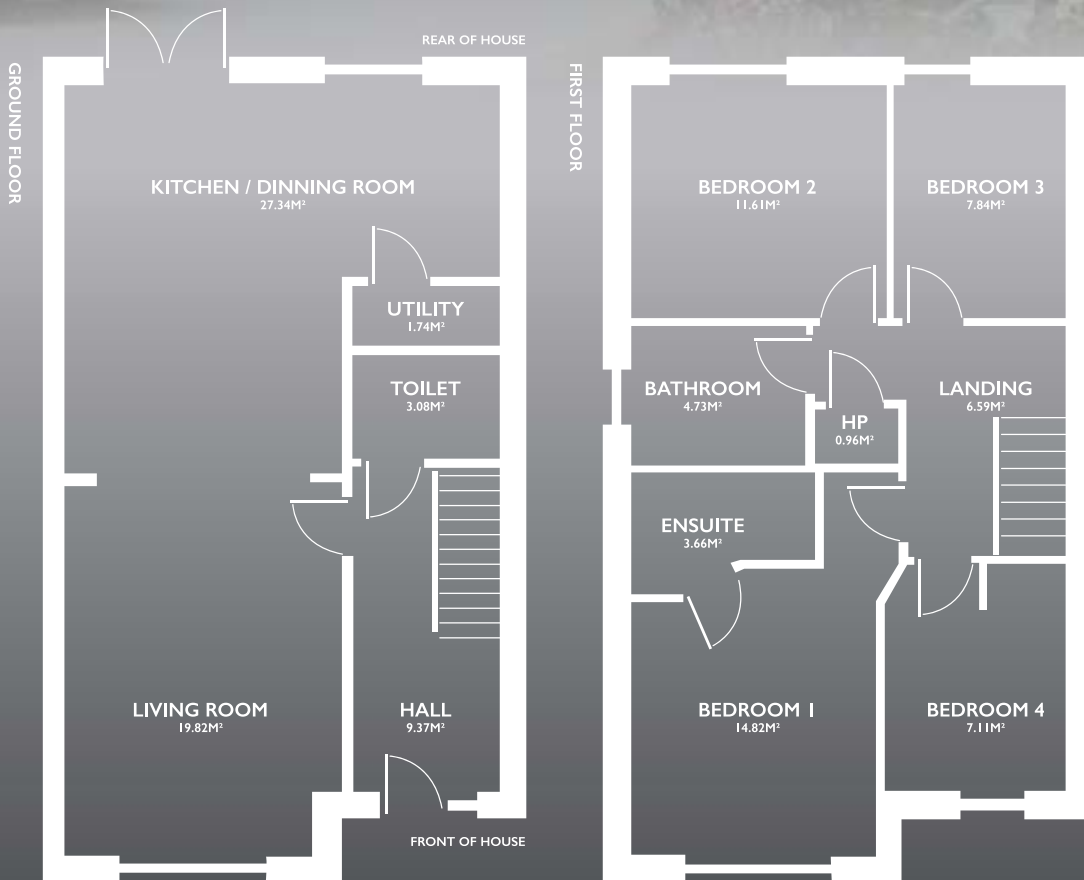 REAR OF HOUSE
GROUND FLOOR
KITCHEN / DINNING ROOM
27.34M²
UTILITY
1.74M²
TOILET
3.08M²
LIVING ROOM
19.82M²
HALL
9.37M²
FRONT OF HOUSE
FIRST FLOOR
BEDROOM 2
11.61M²
BEDROOM 3
7.84M²
BATHROOM
4.73M²
LANDING
6.59M²
HP
0.96M²
ENSUITE
3.66M²
BEDROOM 1
14.82M²
BEDROOM 4
7.11M²